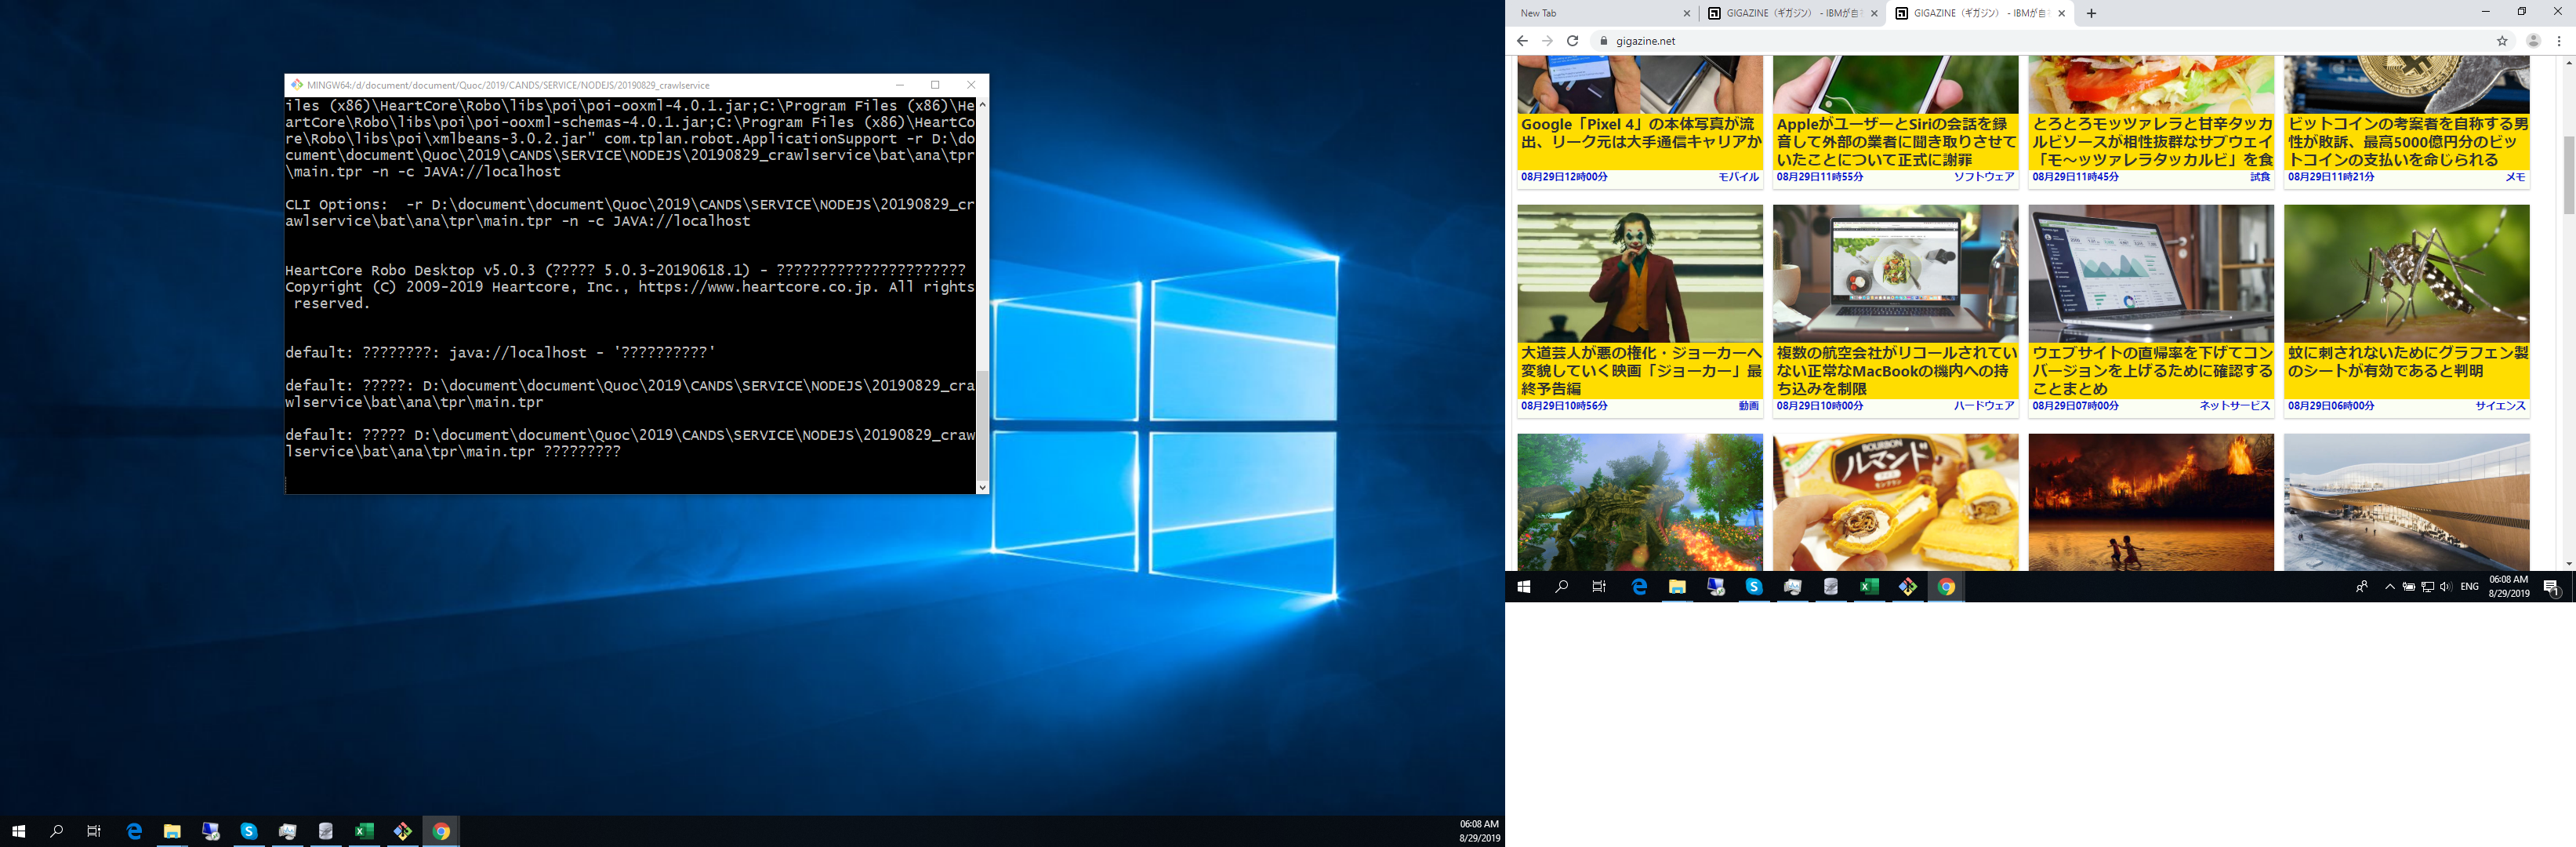 MINGW64:/d/document/document/Quoc/2019/CANDS/SERVICE/NODEJS/20190829_crawlservice
iles (x86)\HeartCore\Robo\libs\poi\poi-ooxml-4.0.1.jar;C:\Program Files (x86)\He
artCore\Robo\libs\poi\poi-ooxml-schemas-4.0.1.jar;C:\Program Files (x86)\HeartCo
re\Robo\libs\poi\xmlbeans-3.0.2.jar" com.tplan.robot.ApplicationSupport -r D:\do
cument\document\Quoc\2019\CANDS\SERVICE\NODEJS\20190829_crawlservice\bat\ana\tpr
\main.tpr -n -c JAVA://localhost
CLI Options:  -r D:\document\document\Quoc\2019\CANDS\SERVICE\NODEJS\20190829_cr
awlservice\bat\ana\tpr\main.tpr -n -c JAVA://localhost
HeartCore Robo Desktop v5.0.3 (????? 5.0.3-20190618.1) - ??????????????????????
Copyright (C) 2009-2019 Heartcore, Inc., https://www.heartcore.co.jp. All rights
reserved.
default: ????????: java://localhost - '??????????'
default: ?????: D:\document\document\Quoc\2019\CANDS\SERVICE\NODEJS\20190829_cra
wlservice\bat\ana\tpr\main.tpr
default: ????? D:\document\document\Quoc\2019\CANDS\SERVICE\NODEJS\20190829_craw
lservice\bat\ana\tpr\main.tpr ?????????
06:08 AM
8/29/2019
New Tab
GIGAZINE（ギガジン） - IBMが自
GIGAZINE（ギガジン） - IBMが自
gigazine.net
Google「Pixel 4」の本体写真が流
出、リーク元は大手通信キャリアか
08月29日12時00分 モバイル
AppleがユーザーとSiriの会話を録
音して外部の業者に聞き取りさせて
いたことについて正式に謝罪
08月29日11時55分 ソフトウェア
とろとろモッツァレラと甘辛タッカ
ルビソースが相性抜群なサブウェイ
「モ～ッツァレラタッカルビ」を食
08月29日11時45分 試食
ビットコインの考案者を自称する男
性が敗訴、最高5000億円分のビッ
トコインの支払いを命じられる
08月29日11時21分 メモ
大道芸人が悪の権化・ジョーカーへ
変貌していく映画「ジョーカー」最
終予告編
08月29日10時56分 動画
複数の航空会社がリコールされてい
ない正常なMacBookの機内への持
ち込みを制限
08月29日10時00分 ハードウェア
ウェブサイトの直帰率を下げてコン
バージョンを上げるために確認する
ことまとめ
08月29日07時00分 ネットサービス
蚊に刺されないためにグラフェン製
のシートが有効であると判明
08月29日06時00分 サイエンス
BOURBON
ルマンド
ENG
06:08 AM
8/29/2019
1